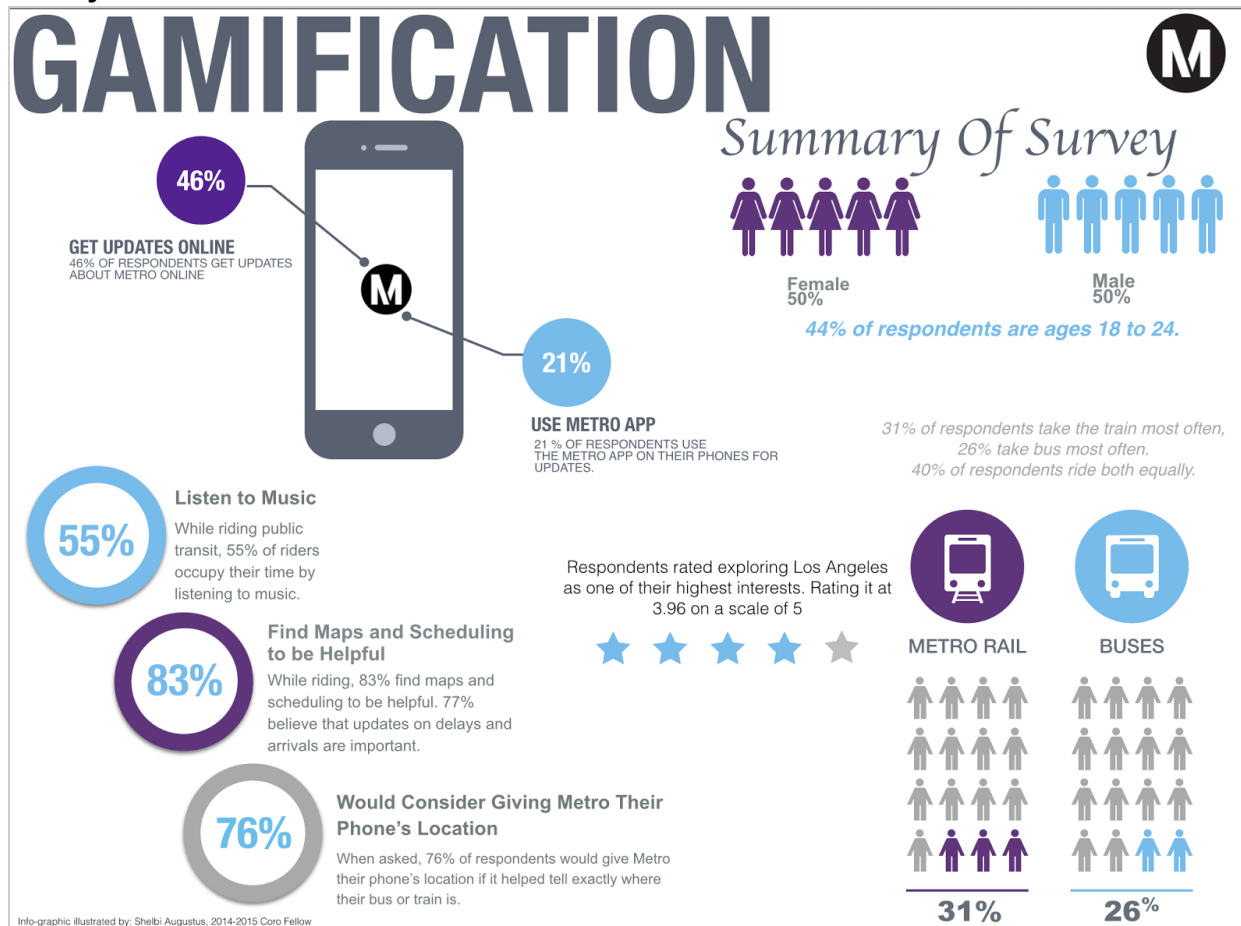 GAMIFICATION
M
Summary Of Survey
46%
GET UPDATES ONLINE
46% OF RESPONDENTS GET UPDATES
ABOUT METRO ONLINE
M
21%
USE METRO APP
21 % OF RESPONDENTS USE
THE METRO APP ON THEIR PHONES FOR
UPDATES.
Female
50%
Male
50%
44% of respondents are ages 18 to 24.
31% of respondents take the train most often,
26% take bus most often.
40% of respondents ride both equally.
55%
Listen to Music
While riding public
transit, 55% of riders
occupy their time by
listening to music.
83%
Find Maps and Scheduling
to be Helpful
While riding, 83% find maps and
scheduling to be helpful. 77%
believe that updates on delays and
arrivals are important.
76%
Would Consider Giving Metro Their
Phone's Location
When asked, 76% of respondents would give Metro
their phone's location if it helped tell exactly where
their bus or train is.
Respondents rated exploring Los Angeles
as one of their highest interests. Rating it at
3.96 on a scale of 5
METRO RAIL
BUSES
31%
26%
Info-graphic illustrated by: Shelbi Augustus, 2014-2015 Coro Fellow